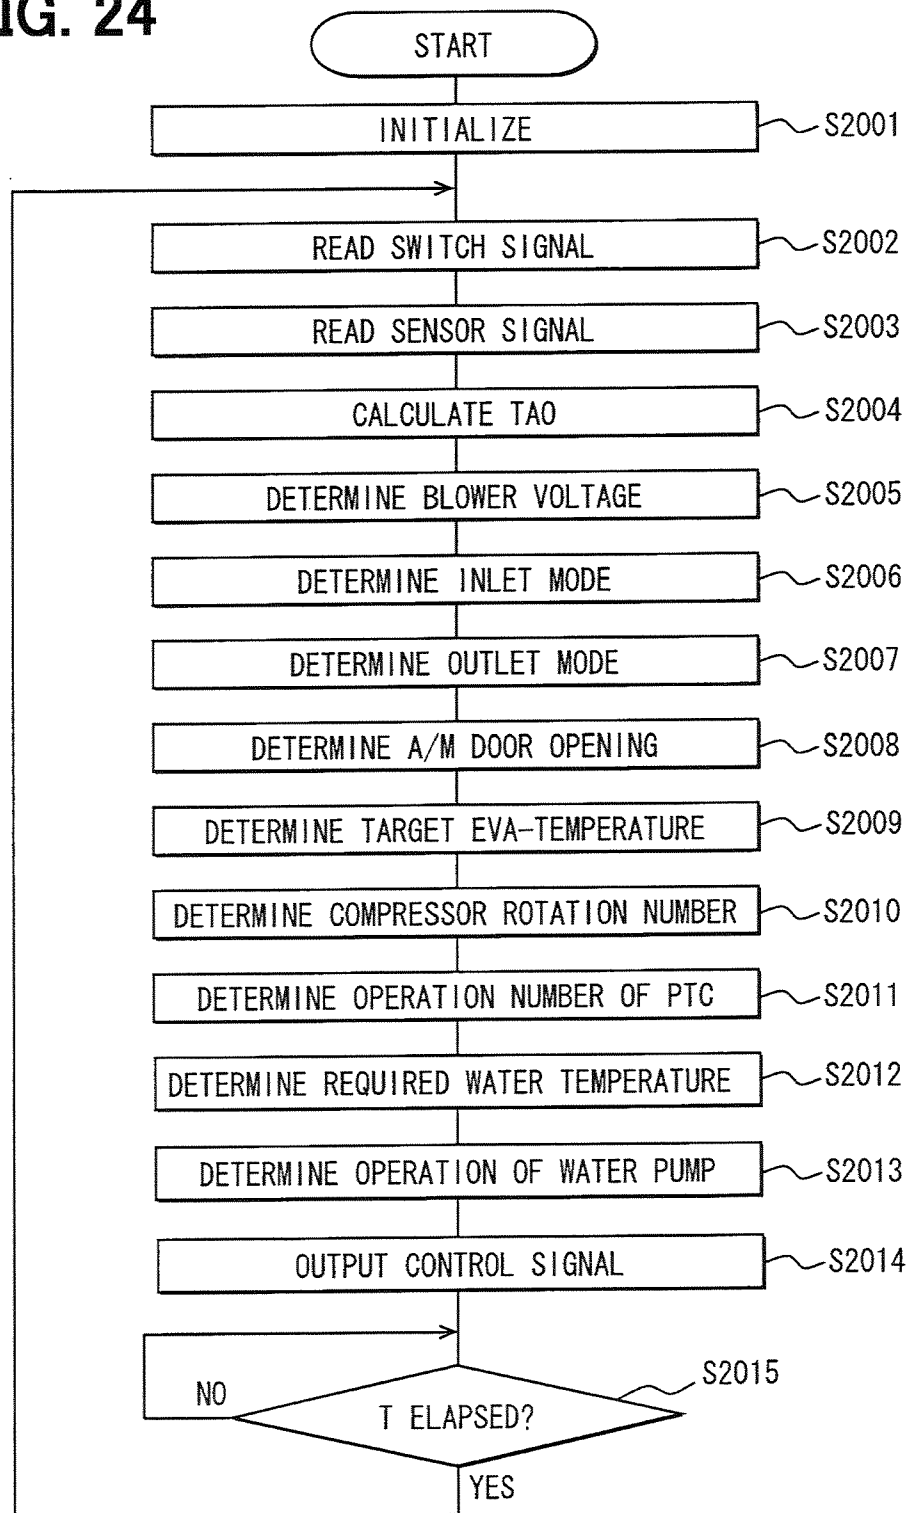 FIG. 24
START
INITIALIZE
S2001
READ SWITCH SIGNAL
S2002
READ SENSOR SIGNAL
S2003
CALCULATE TAO
S2004
DETERMINE BLOWER VOLTAGE
S2005
DETERMINE INLET MODE
S2006
DETERMINE OUTLET MODE
S2007
DETERMINE A/M DOOR OPENING
S2008
DETERMINE TARGET EVA-TEMPERATURE
S2009
DETERMINE COMPRESSOR ROTATION NUMBER
S2010
DETERMINE OPERATION NUMBER OF PTC
S2011
DETERMINE REQUIRED WATER TEMPERATURE
S2012
DETERMINE OPERATION OF WATER PUMP
S2013
OUTPUT CONTROL SIGNAL
S2014
S2015
NO
T ELAPSED?
YES